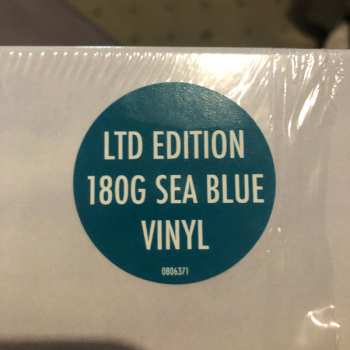 LTD EDITION
180G SEA BLUE
VINYL
0806371